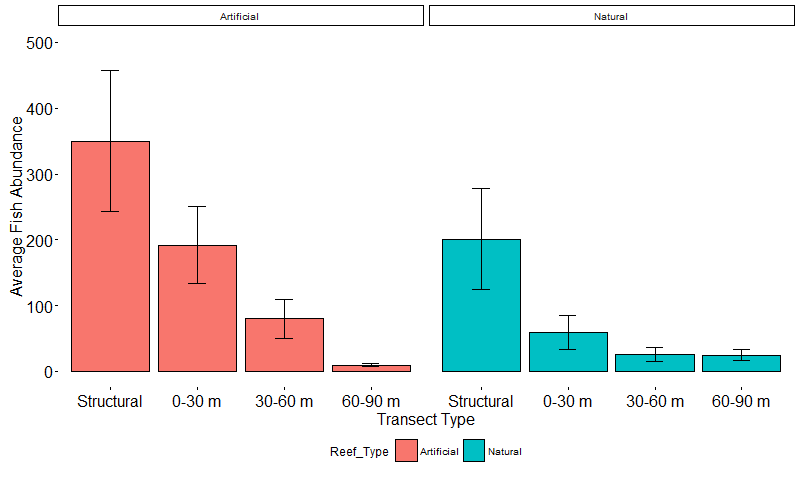 Artificial Natural
Average Fish Abundance
500
400
300
200
100
0
Structural 0-30 m 30-60 m 60-90 m Structural 0-30 m 30-60 m 60-90 m
Transect Type
Reef_Type Artificial Natural